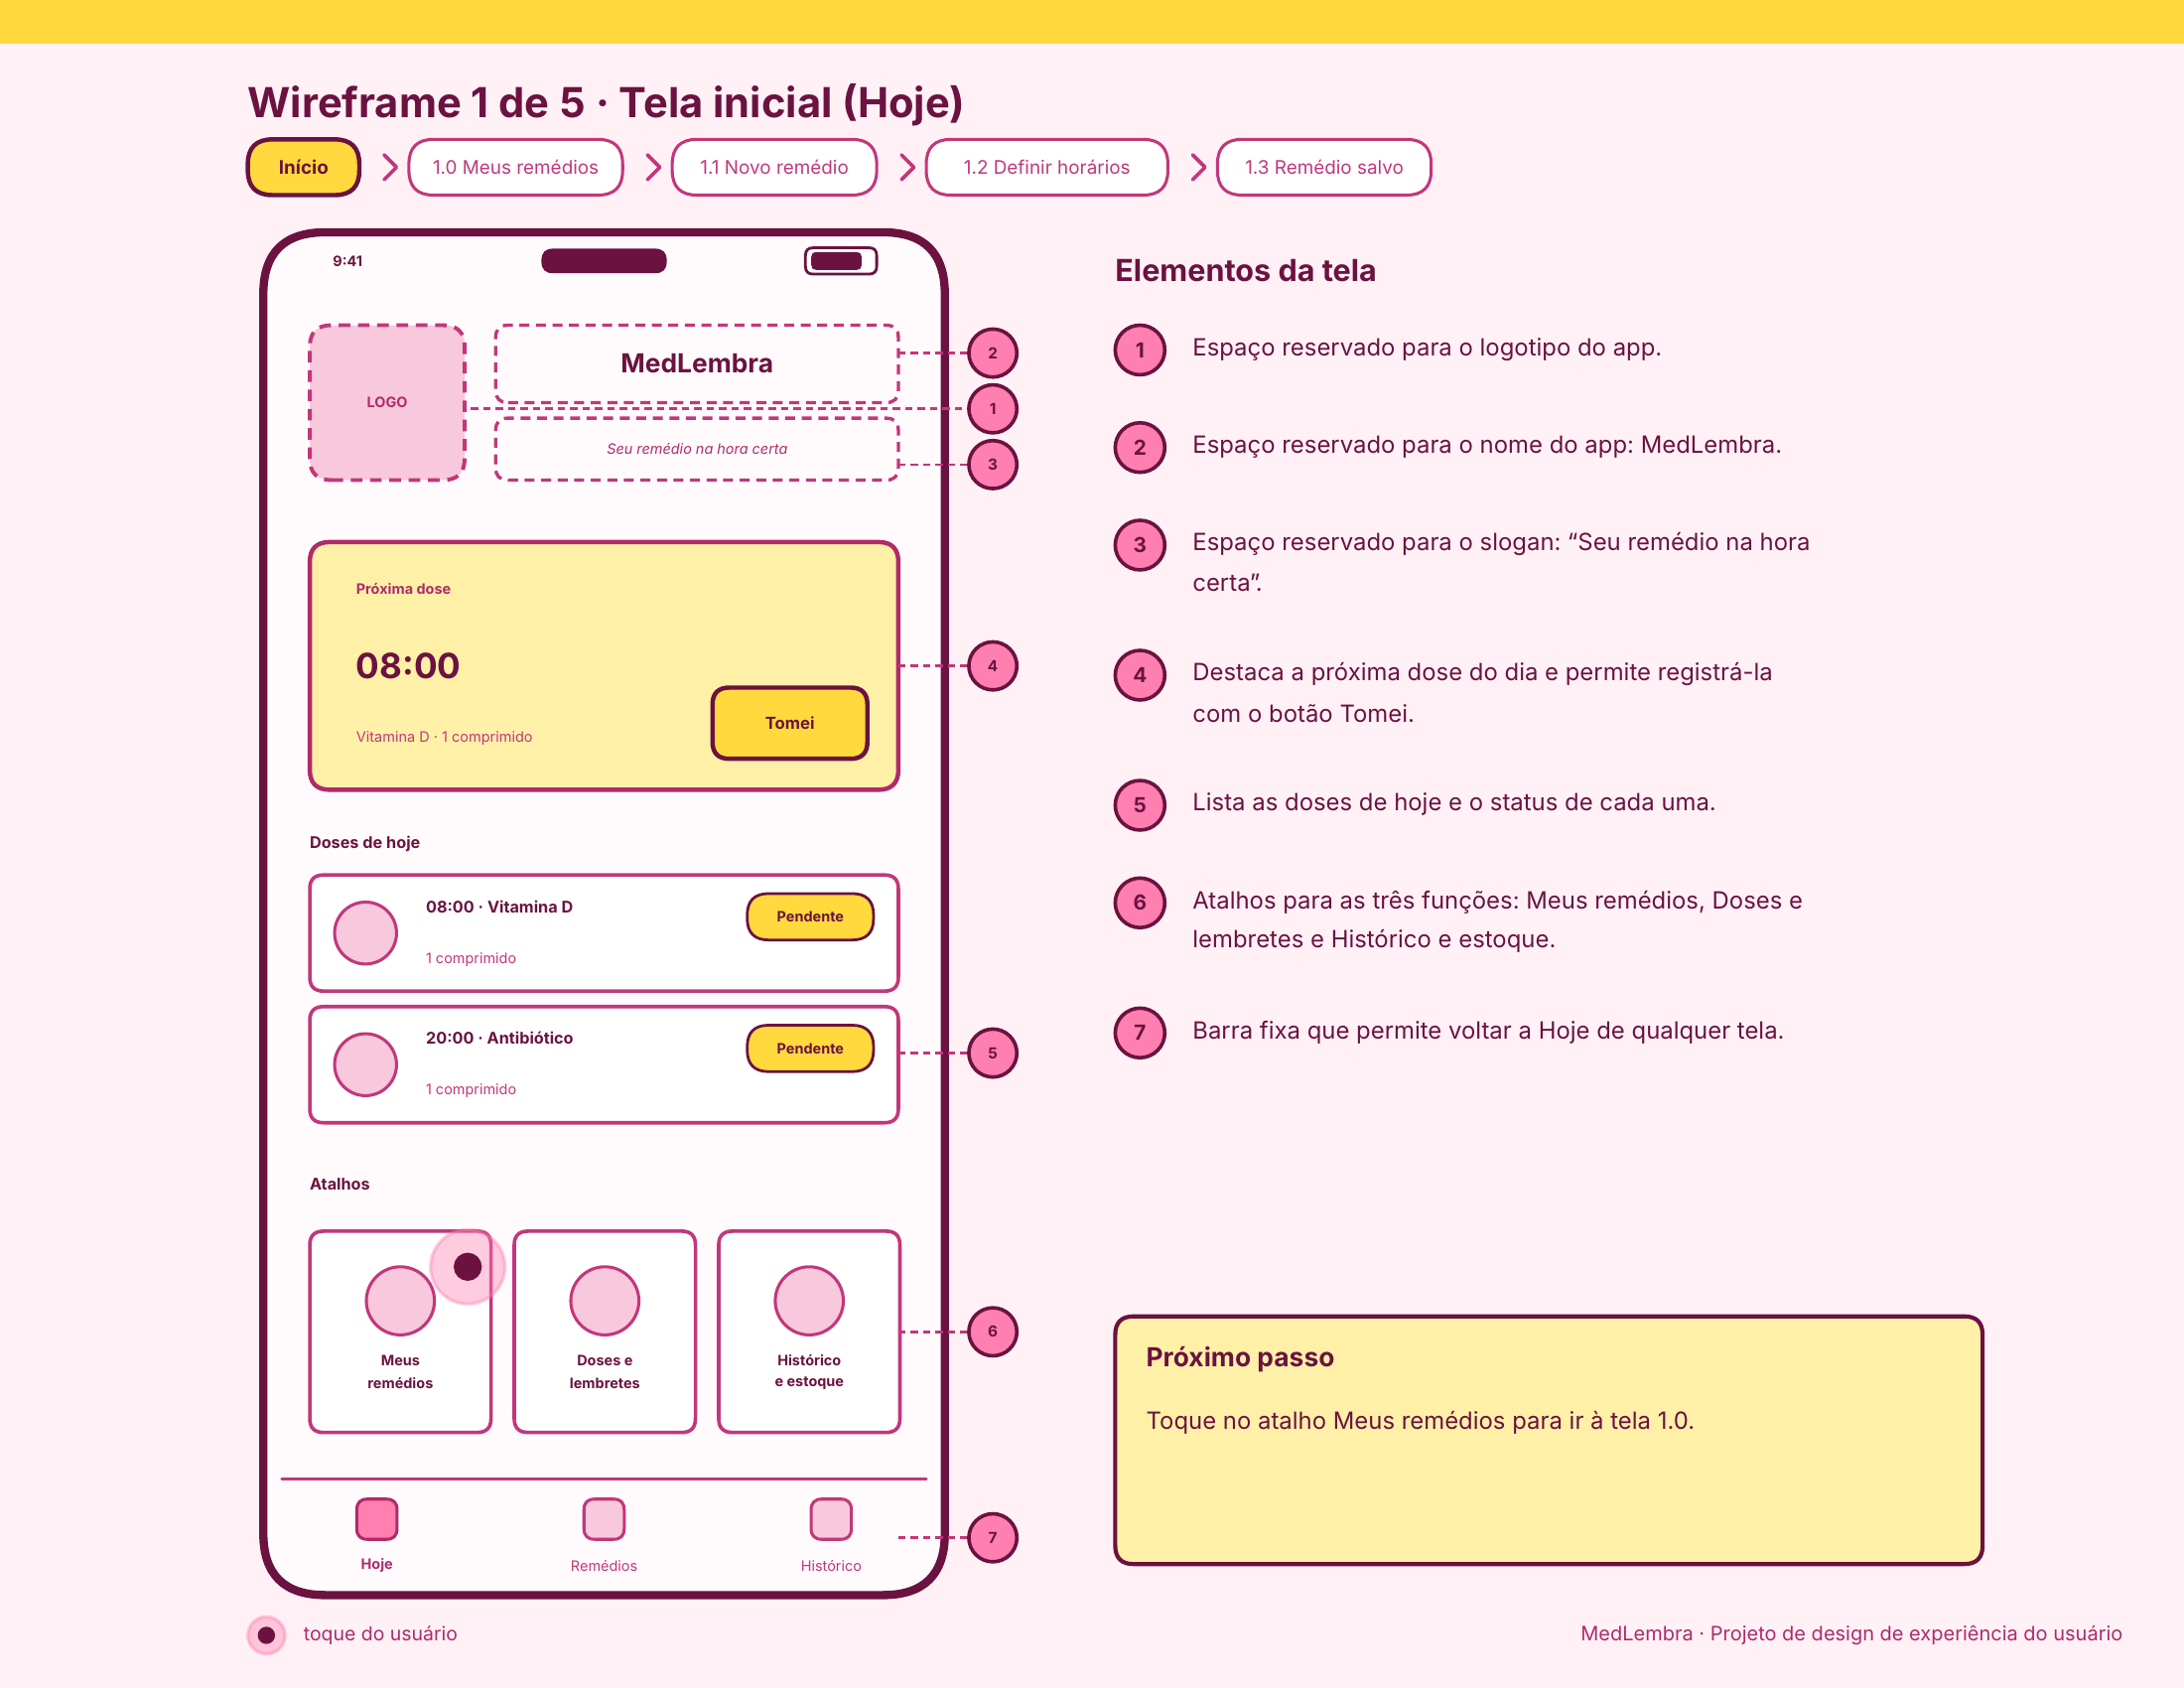 Wireframe 1 de 5 · Tela inicial (Hoje)
Início
1.0 Meus remédios
1.1 Novo remédio
1.2 Definir horários
1.3 Remédio salvo
9:41
LOGO
MedLembra
Seu remédio na hora certa
2
1
3
Próxima dose
08:00
Vitamina D · 1 comprimido
Tomei
4
Doses de hoje
08:00 · Vitamina D
1 comprimido
Pendente
20:00 · Antibiótico
1 comprimido
Pendente
5
Atalhos
Meus
remédios
Doses e
lembretes
Histórico
e estoque
6
Hoje
Remédios
Histórico
7
toque do usuário
Elementos da tela
1 Espaço reservado para o logotipo do app.
2 Espaço reservado para o nome do app: MedLembra.
3 Espaço reservado para o slogan: “Seu remédio na hora
certa”.
4 Destaca a próxima dose do dia e permite registrá-la
com o botão Tomei.
5 Lista as doses de hoje e o status de cada uma.
6 Atalhos para as três funções: Meus remédios, Doses e
lembretes e Histórico e estoque.
7 Barra fixa que permite voltar a Hoje de qualquer tela.
Próximo passo
Toque no atalho Meus remédios para ir à tela 1.0.
MedLembra · Projeto de design de experiência do usuário